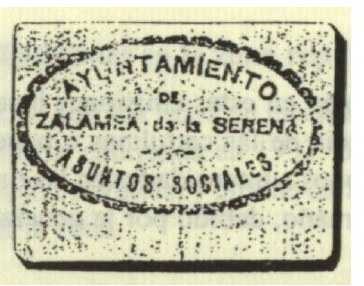 AYUNTAMIENTO
DE
ZALAMEA de la SERENA
ASUNTOS SOCIALES